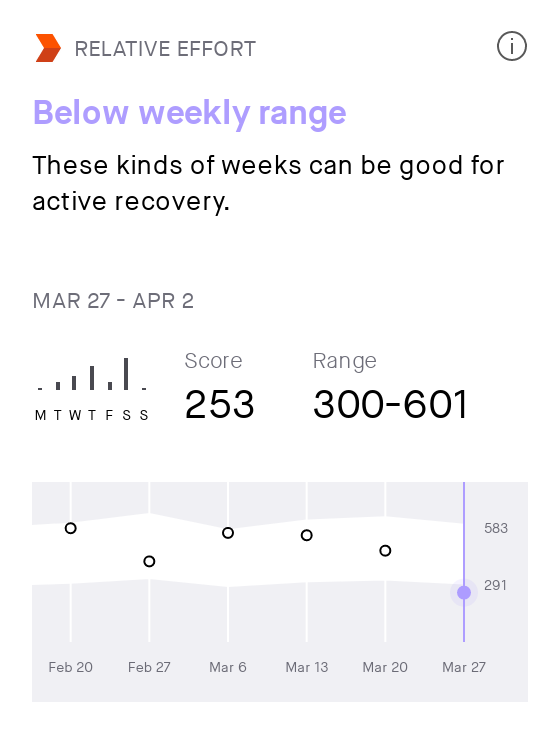 RELATIVE EFFORT
Below weekly range
These kinds of weeks can be good for
active recovery.
MAR 27 - APR 2
Score
Range
M T W T F S S
253
300-601
583
291
Feb 20
Feb 27
Mar 6
Mar 13
Mar 20
Mar 27